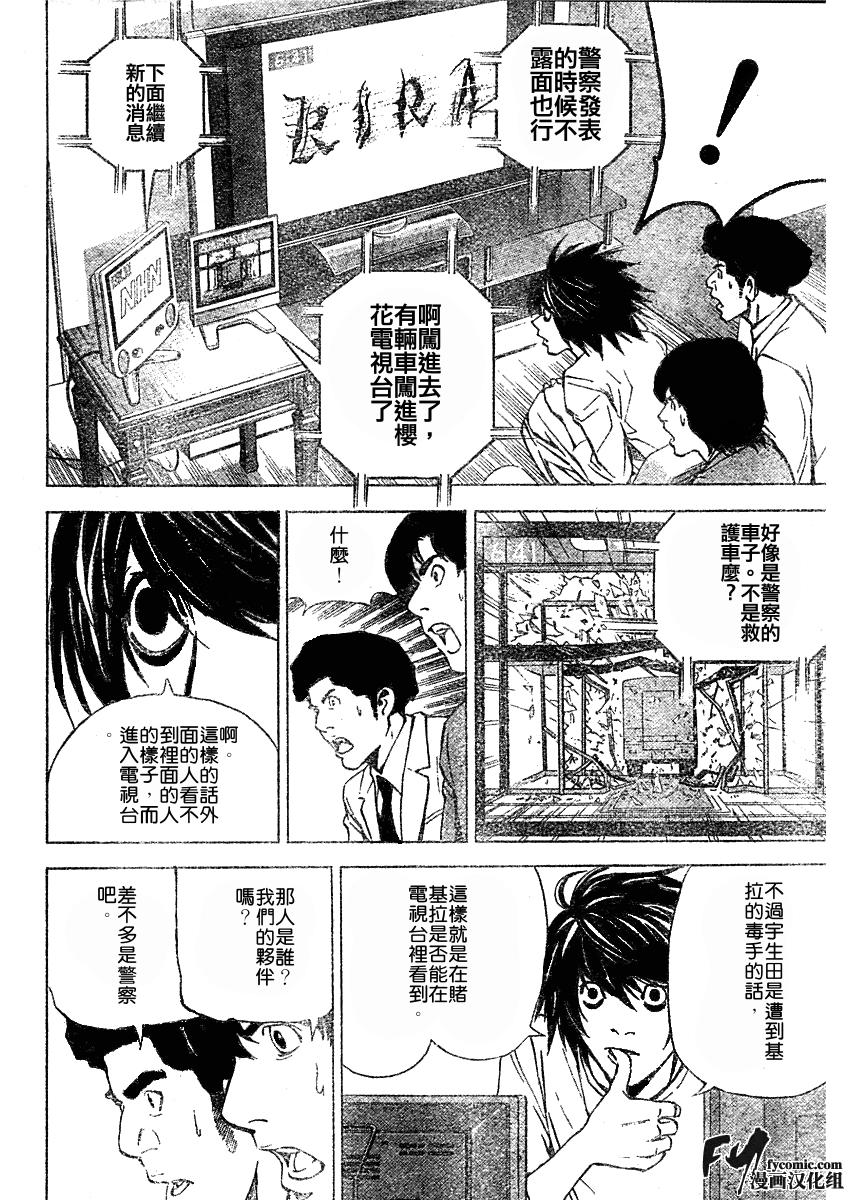 ！
警察發表
的時候不
露面也行
KIRA
下面繼續
新的消息
NHN
啊闖進去了，
有輛車闖進櫻
花電視台了
好像是警察的
車子。不是救
護車麼？
什麼！
啊。
這樣的話外
面的人看不
到裡面的人
的樣子，而
進入電視台
。
不過宇生田是遭到基
拉的毒手的話，
這樣就是在賭
基拉是否能在
電視台裡看到。
那人是誰？
我們的夥伴
嗎？
差不多是警察
吧。
FY
fycomic.com
漫画汉化组